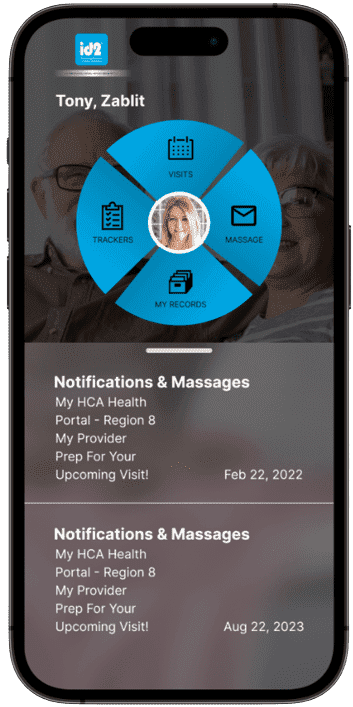 id2
Tony, Zablit
VISITS
TRACKERS
MASSAGE
MY RECORDS
Notifications & Massages
My HCA Health
Portal - Region 8
My Provider
Prep For Your
Upcoming Visit!
Feb 22, 2022
Notifications & Massages
My HCA Health
Portal - Region 8
My Provider
Prep For Your
Upcoming Visit!
Aug 22, 2023